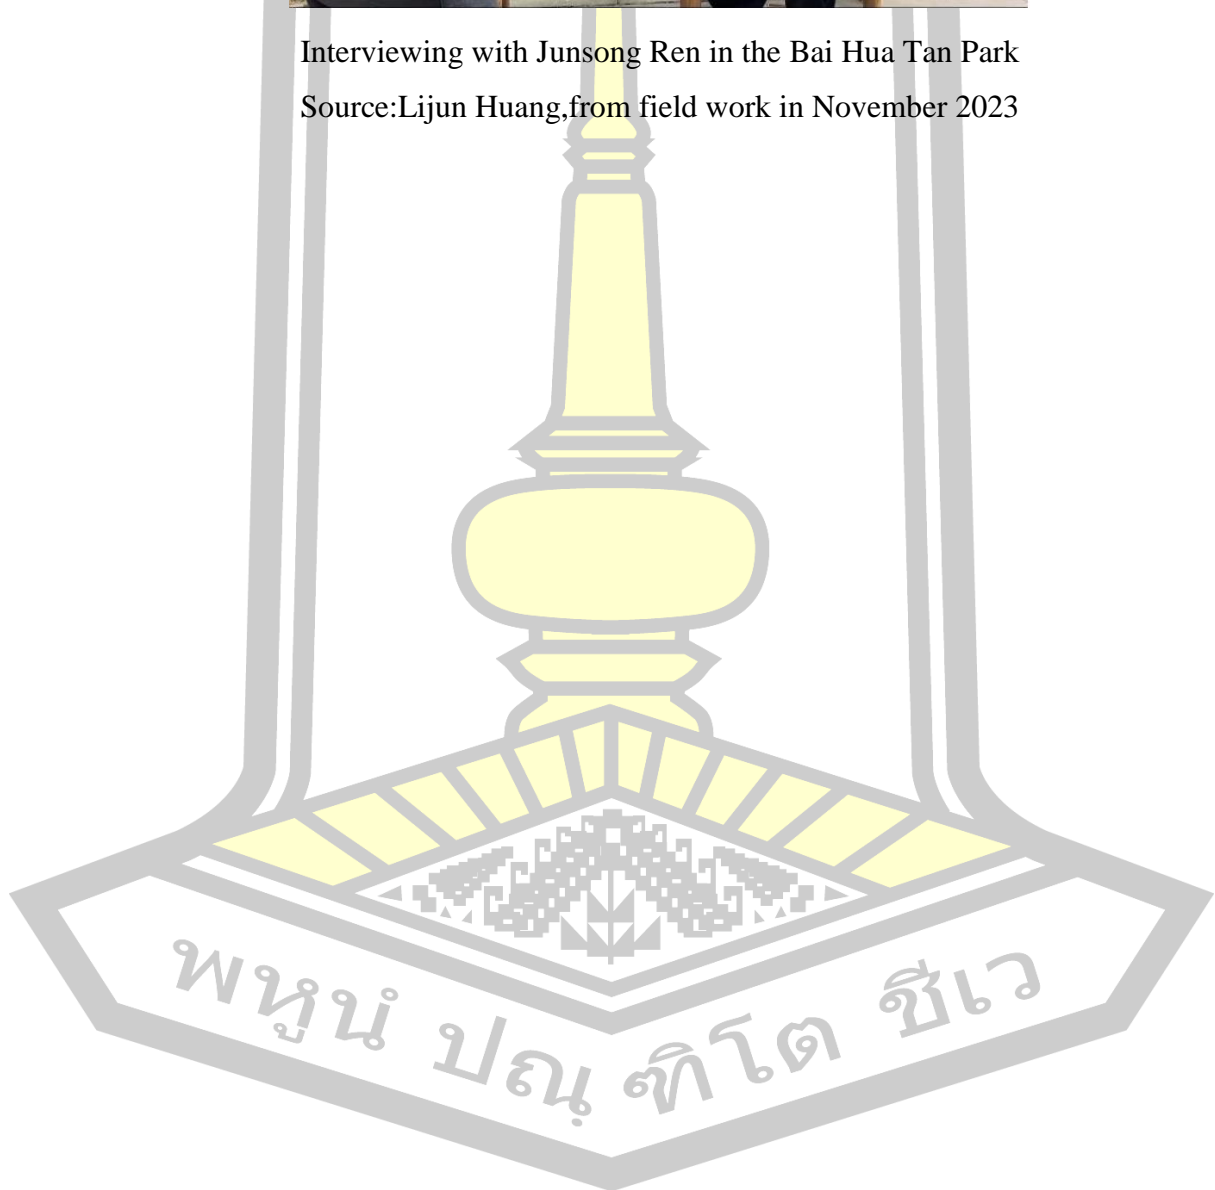 Interviewing with Junsong Ren in the Bai Hua Tan Park
Source:Lijun Huang,from field work in November 2023
พหูนํ ปณฺฑิโต ชีเว